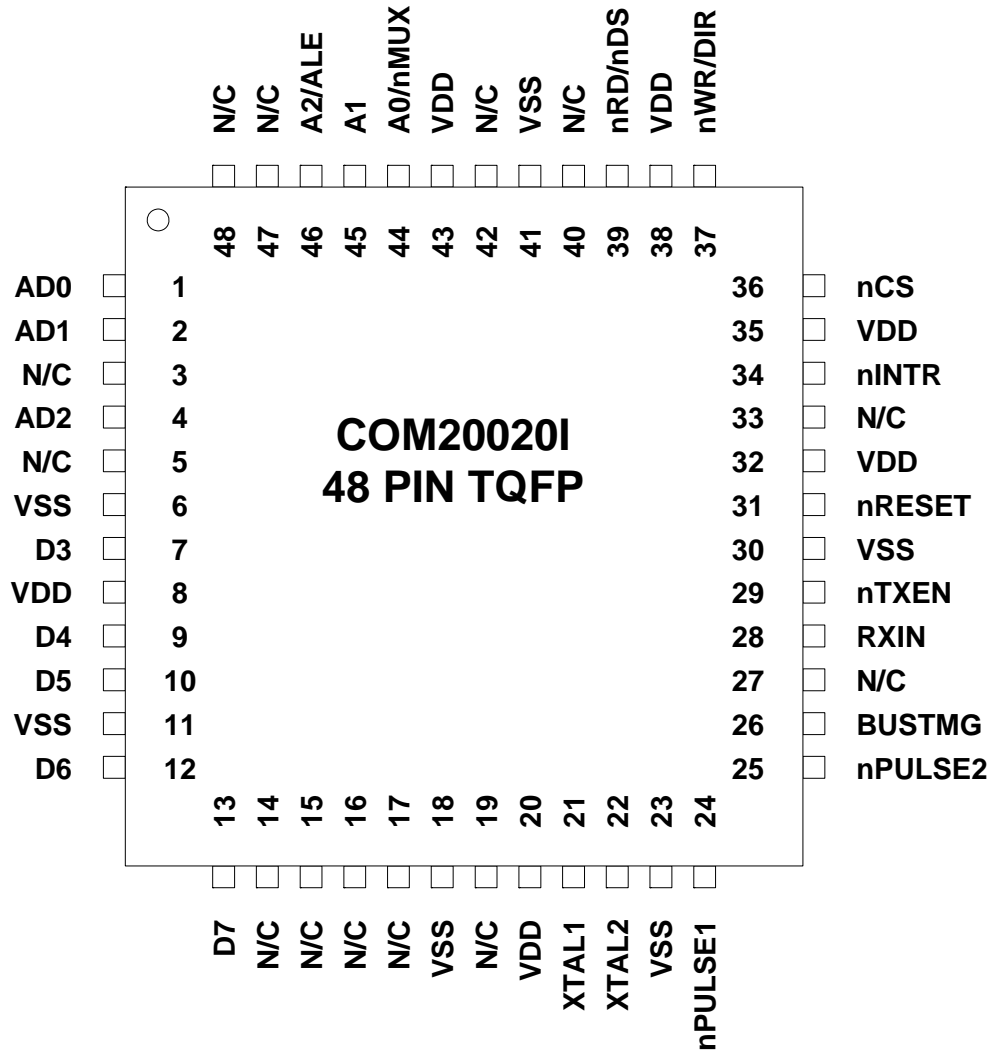 N/C N/C A2/ALE A1 A0/nMUX VDD N/C VSS N/C nRD/nDS VDD nWR/DIR
48 47 46 45 44 43 42 41 40 39 38 37
AD0 1 36 nCS
AD1 2 35 VDD
N/C 3 34 nINTR
AD2 4 33 N/C
N/C 5 32 VDD
VSS 6 31 nRESET
D3 7 30 VSS
VDD 8 29 nTXEN
D4 9 28 RXIN
D5 10 27 N/C
VSS 11 26 BUSTMG
D6 12 25 nPULSE2
COM20020I
48 PIN TQFP
13 14 15 16 17 18 19 20 21 22 23 24
D7 N/C N/C N/C N/C VSS N/C VDD XTAL1 XTAL2 VSS nPULSE1